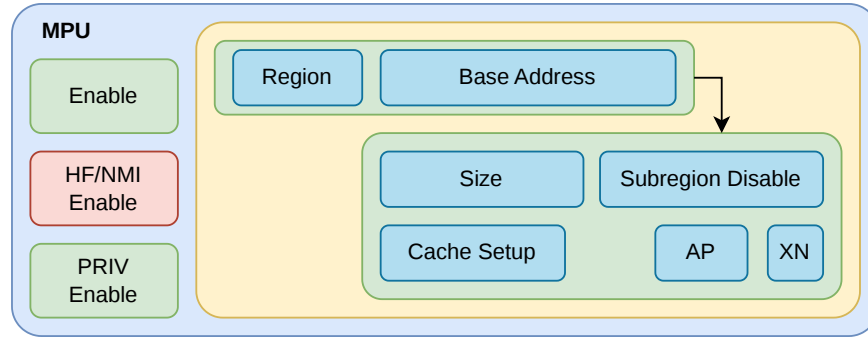 MPU
Enable
HF/NMI
Enable
PRIV
Enable
Region
Base Address
Size
Subregion Disable
Cache Setup
AP
XN